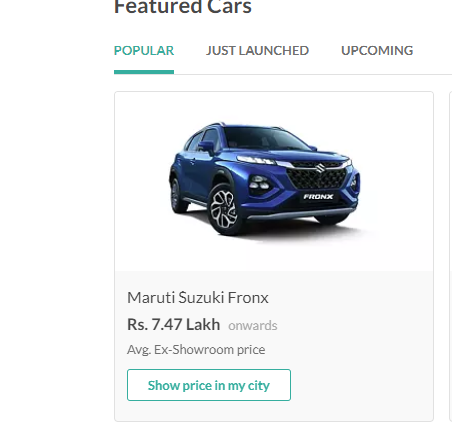 Featured Cars
POPULAR JUST LAUNCHED UPCOMING
FRONX
Maruti Suzuki Fronx
Rs. 7.47 Lakh onwards
Avg. Ex-Showroom price
Show price in my city